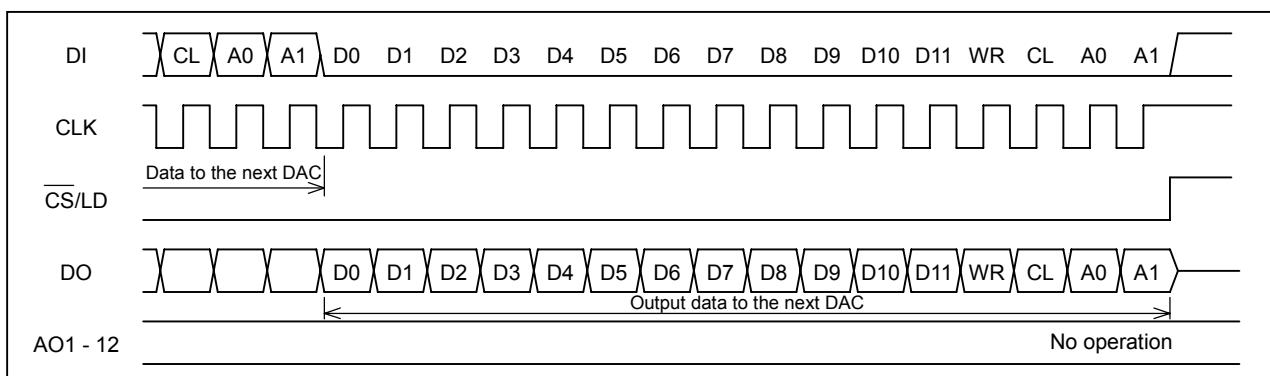 DI CL A0 A1 D0 D1 D2 D3 D4 D5 D6 D7 D8 D9 D10 D11 WR CL A0 A1
CLK
Data to the next DAC
CS/LD
DO D0 D1 D2 D3 D4 D5 D6 D7 D8 D9 D10 D11 WR CL A0 A1
Output data to the next DAC
AO1 - 12 No operation